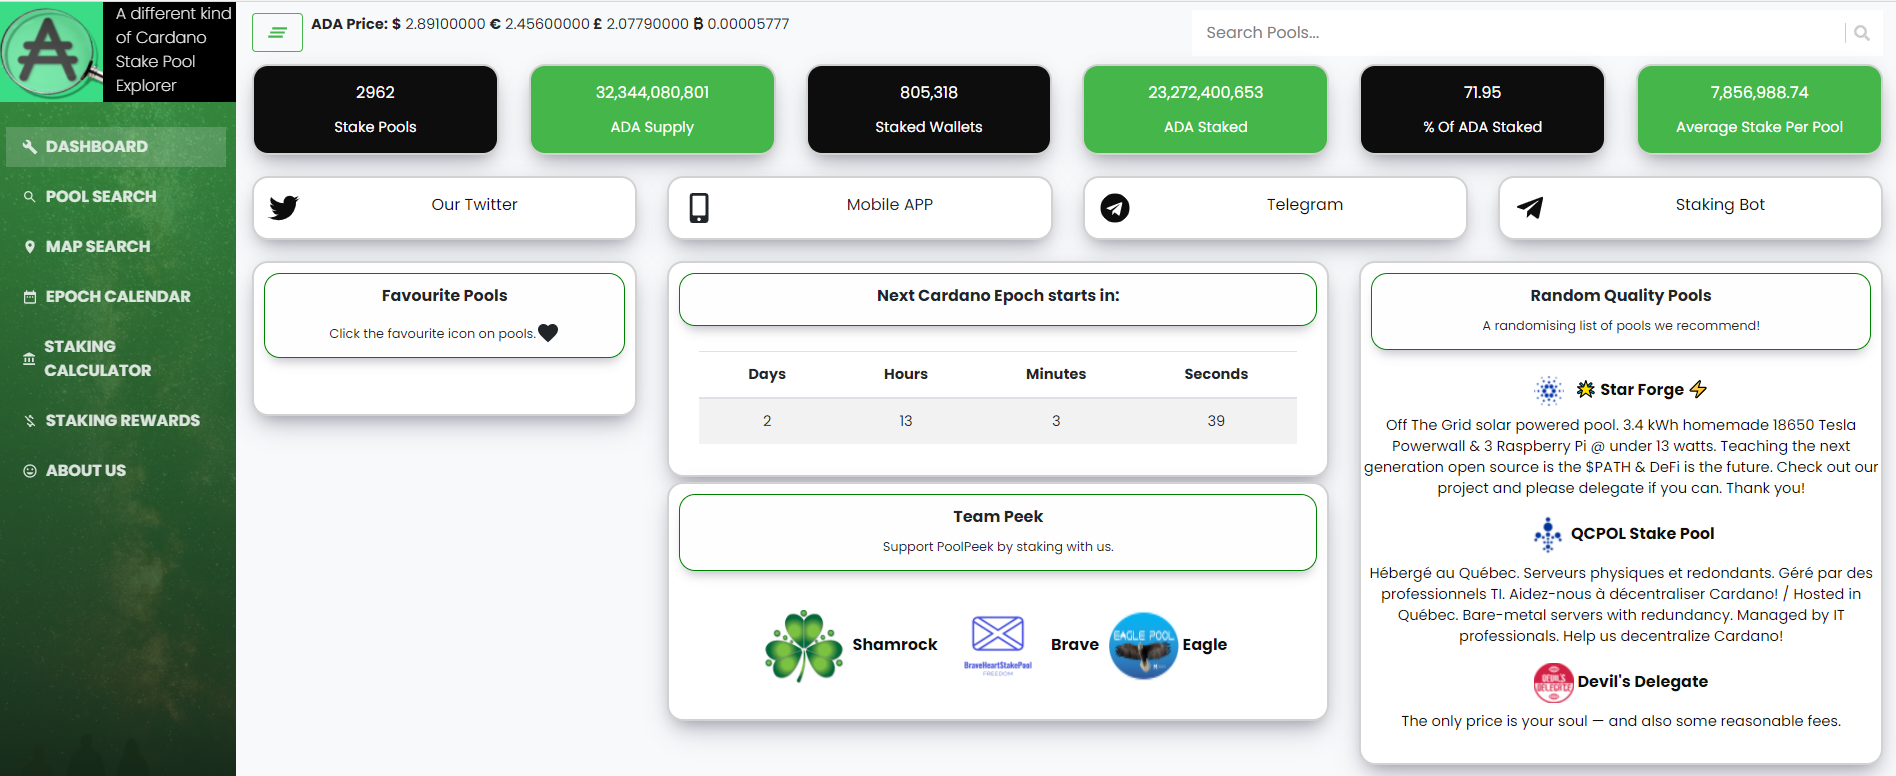 A different kind
of Cardano
Stake Pool
Explorer
DASHBOARD
POOL SEARCH
MAP SEARCH
EPOCH CALENDAR
STAKING
CALCULATOR
STAKING REWARDS
ABOUT US
ADA Price: $ 2.89100000 € 2.45600000 £ 2.07790000 ₿ 0.00005777
Search Pools...
2962
Stake Pools
32,344,080,801
ADA Supply
805,318
Staked Wallets
23,272,400,653
ADA Staked
71.95
% Of ADA Staked
7,856,988.74
Average Stake Per Pool
Our Twitter
Mobile APP
Telegram
Staking Bot
Favourite Pools
Click the favourite icon on pools.
Next Cardano Epoch starts in:
Days Hours Minutes Seconds
2 13 3 39
Team Peek
Support PoolPeek by staking with us.
Shamrock
BraveHeartStakePool
FREEDOM
Brave
EAGLE POOL
Eagle
Random Quality Pools
A randomising list of pools we recommend!
Star Forge
Off The Grid solar powered pool. 3.4 kWh homemade 18650 Tesla
Powerwall & 3 Raspberry Pi @ under 13 watts. Teaching the next
generation open source is the $PATH & DeFi is the future. Check out our
project and please delegate if you can. Thank you!
QCPOL Stake Pool
Hébergé au Québec. Serveurs physiques et redondants. Géré par des
professionnels TI. Aidez-nous à décentraliser Cardano! / Hosted in
Québec. Bare-metal servers with redundancy. Managed by IT
professionals. Help us decentralize Cardano!
DEVIL'S
DELEGATE
Devil's Delegate
The only price is your soul — and also some reasonable fees.